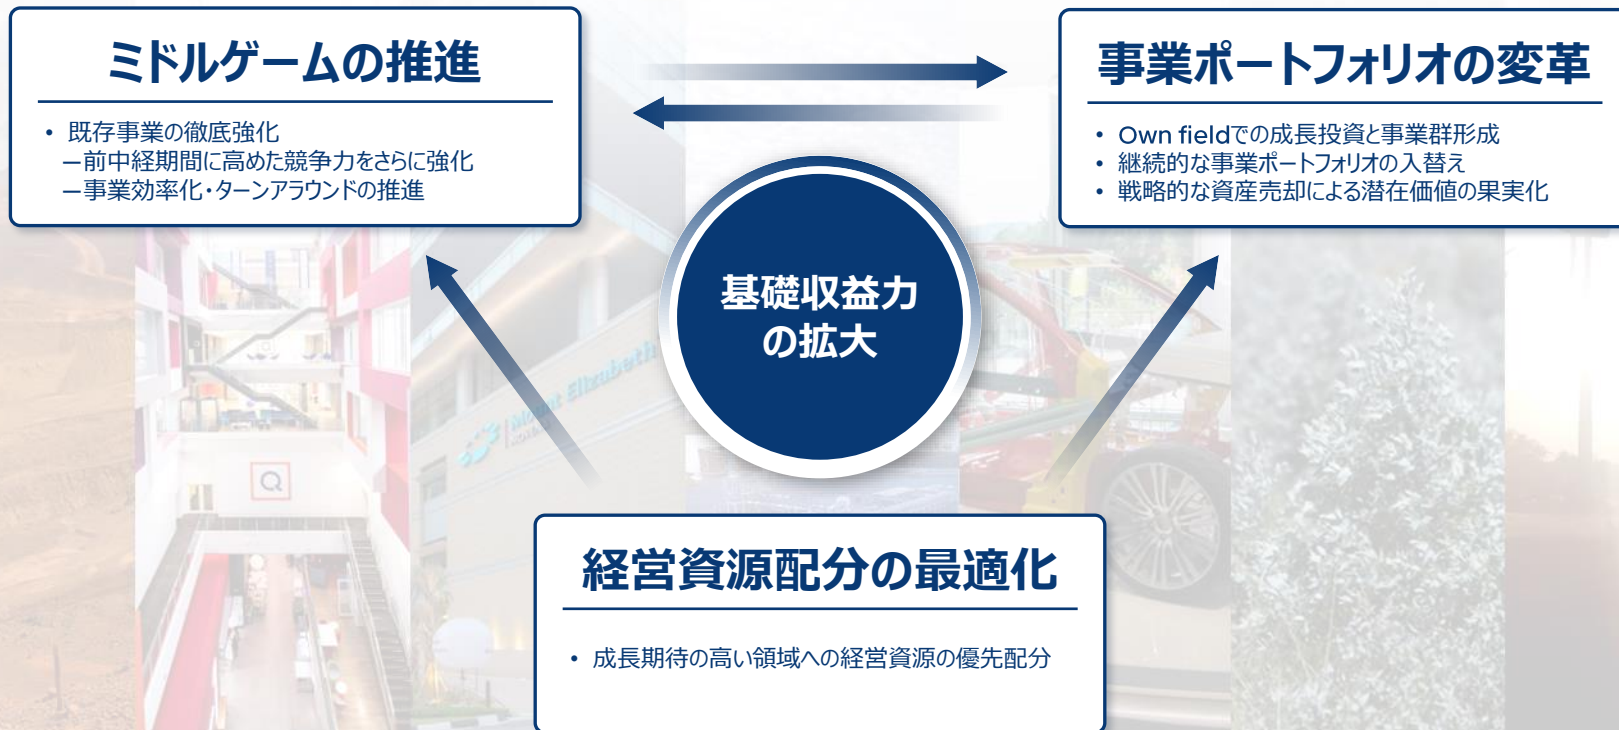 ミドルゲームの推進
• 既存事業の徹底強化
－前中経期間に高めた競争力をさらに強化
－事業効率化・ターンアラウンドの推進
事業ポートフォリオの変革
• Own fieldでの成長投資と事業群形成
• 継続的な事業ポートフォリオの入替え
• 戦略的な資産売却による潜在価値の果実化
基礎収益力
の拡大
Mount Elizabeth
経営資源配分の最適化
• 成長期待の高い領域への経営資源の優先配分